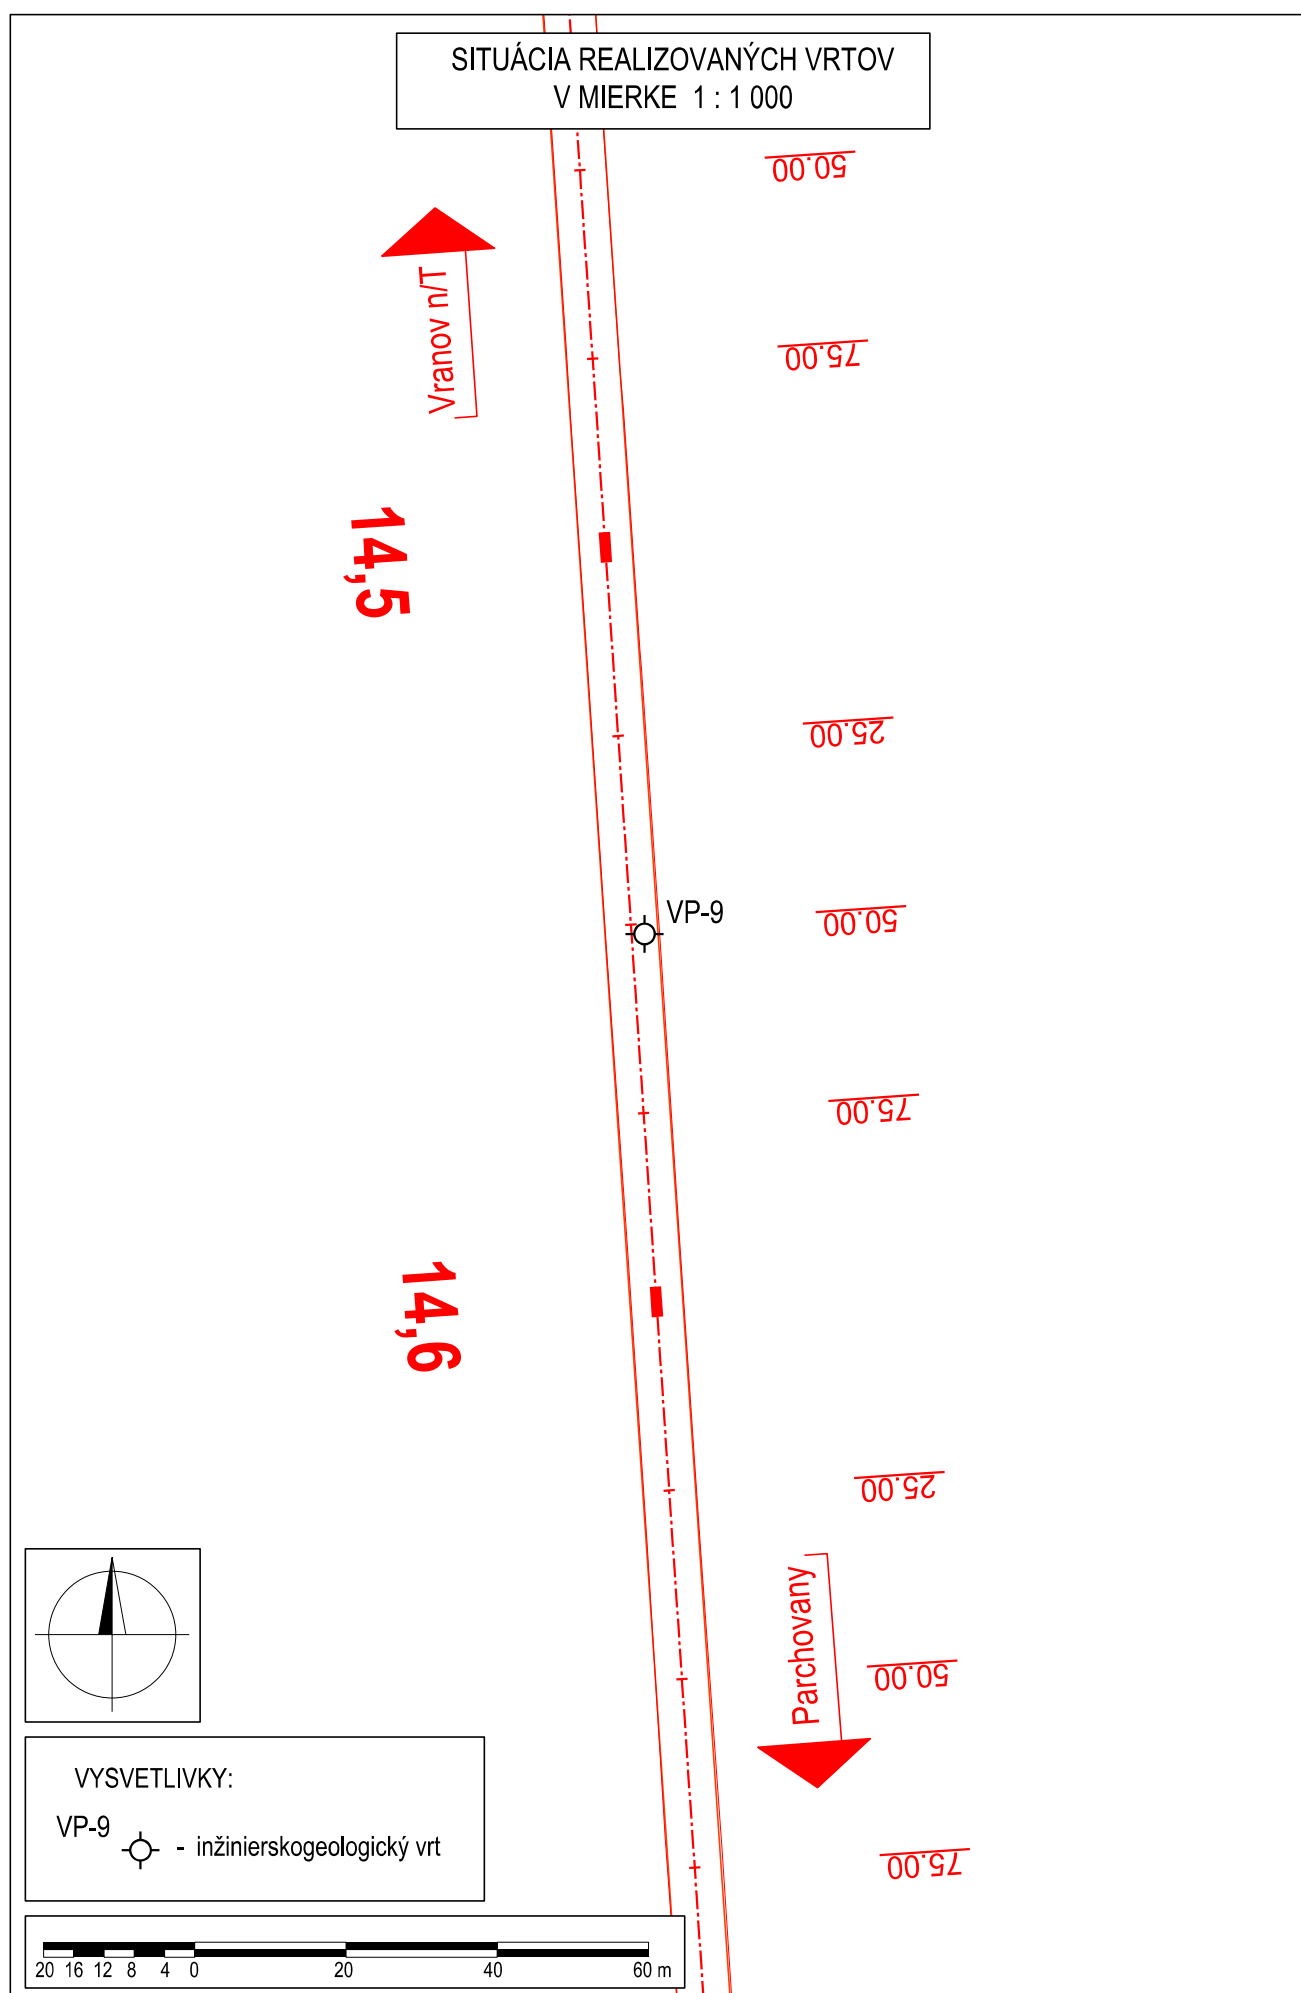 SITUÁCIA REALIZOVANÝCH VRTOV
V MIERKE 1 : 1 000
50.00
Vranov n/T
75.00
14,5
25.00
VP-9
50.00
75.00
14,6
25.00
Parchovany
50.00
75.00
VYSVETLIVKY:
VP-9
- inžinierskogeologický vrt
20 16 12 8 4 0 20 40 60 m